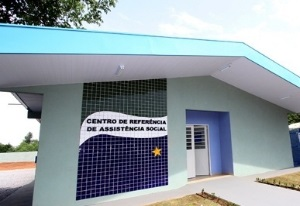 CENTRO DE REFERÊNCIA
DE ASSISTÊNCIA SOCIAL